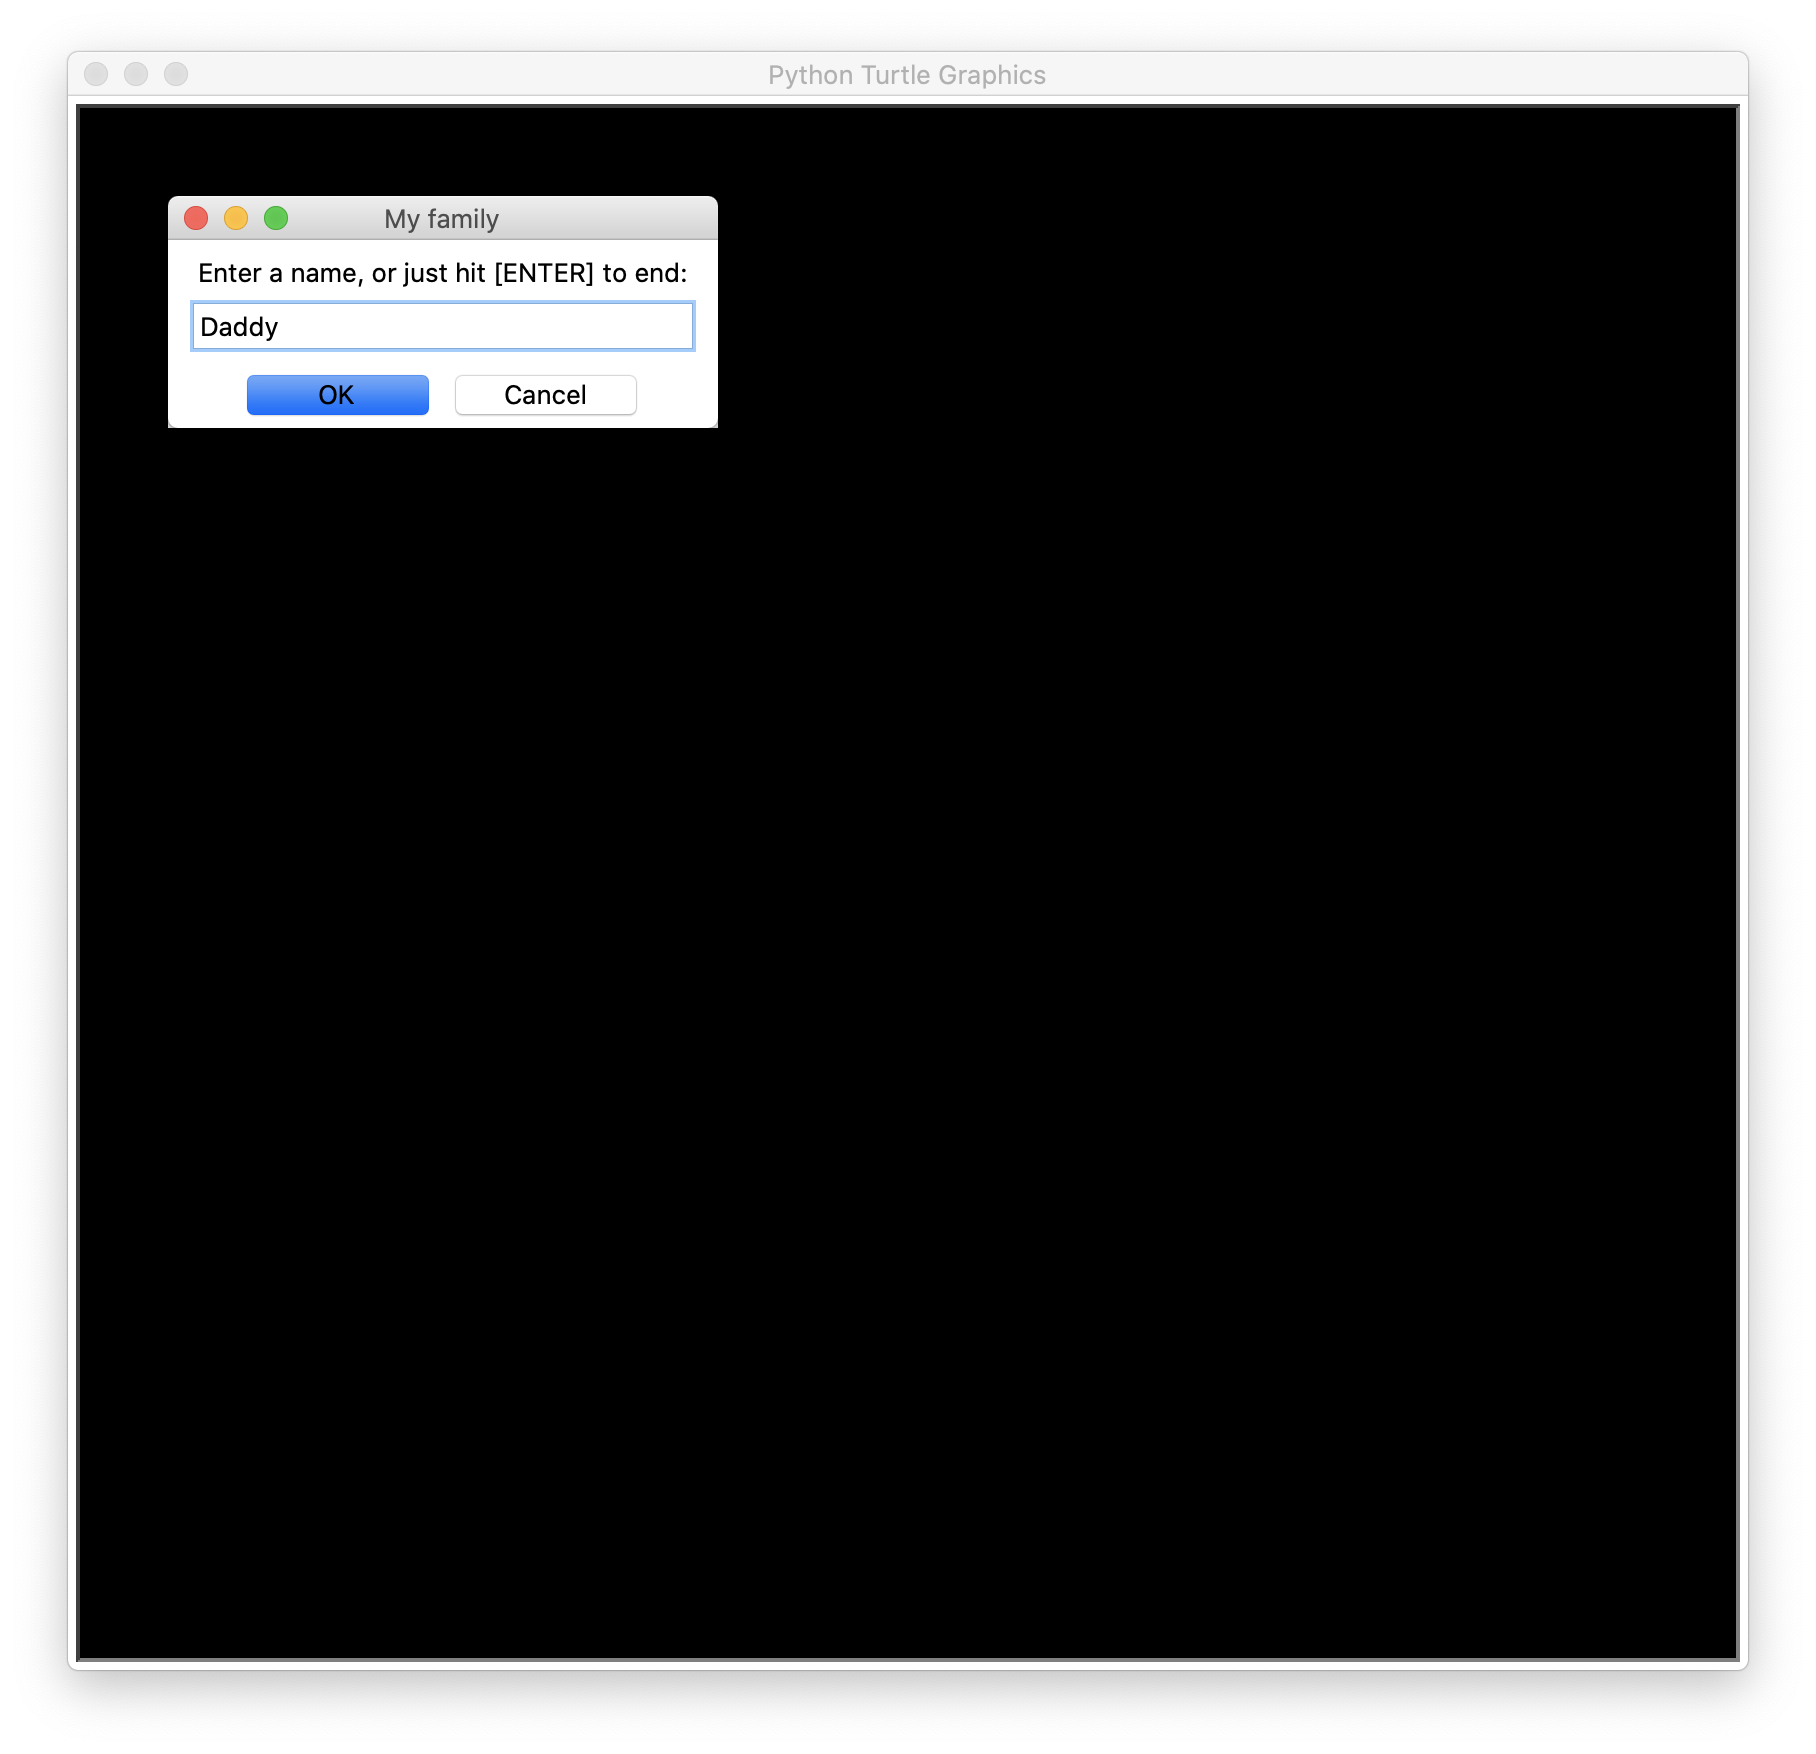 Python Turtle Graphics
My family
Enter a name, or just hit [ENTER] to end:
Daddy
OK Cancel